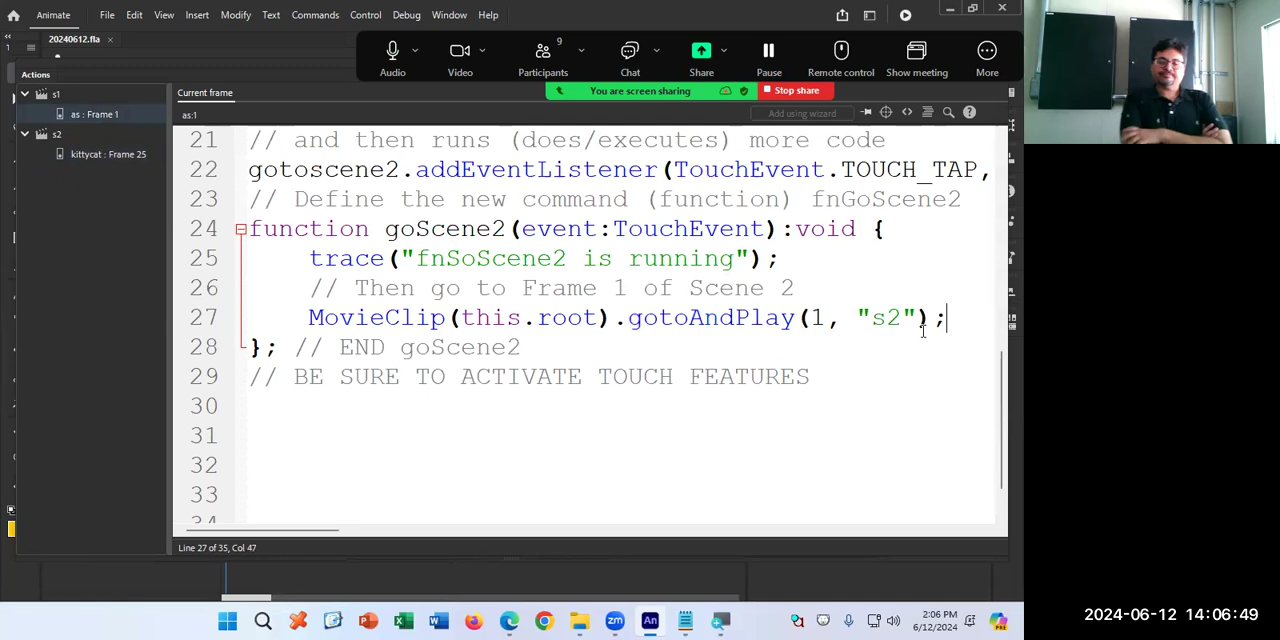 Animate File Edit View Insert Modify Text Commands Control Debug Window Help
20240612.fla
9
Audio Video Participants Chat Share Pause Remote control Show meeting More
You are screen sharing Stop share
Actions
s1
as : Frame 1
s2
kittycat : Frame 25
Current frame
as:1
Add using wizard
21 // and then runs (does/executes) more code
22 gotoscene2.addEventListener(TouchEvent.TOUCH_TAP,
23 // Define the new command (function) fnGoScene2
24 function goScene2(event:TouchEvent):void {
25 trace("fnSoScene2 is running");
26 // Then go to Frame 1 of Scene 2
27 MovieClip(this.root).gotoAndPlay(1, "s2");
28 }; // END goScene2
29 // BE SURE TO ACTIVATE TOUCH FEATURES
30
31
32
33
34
Line 27 of 35, Col 47
2:06 PM
6/12/2024
2024-06-12 14:06:49